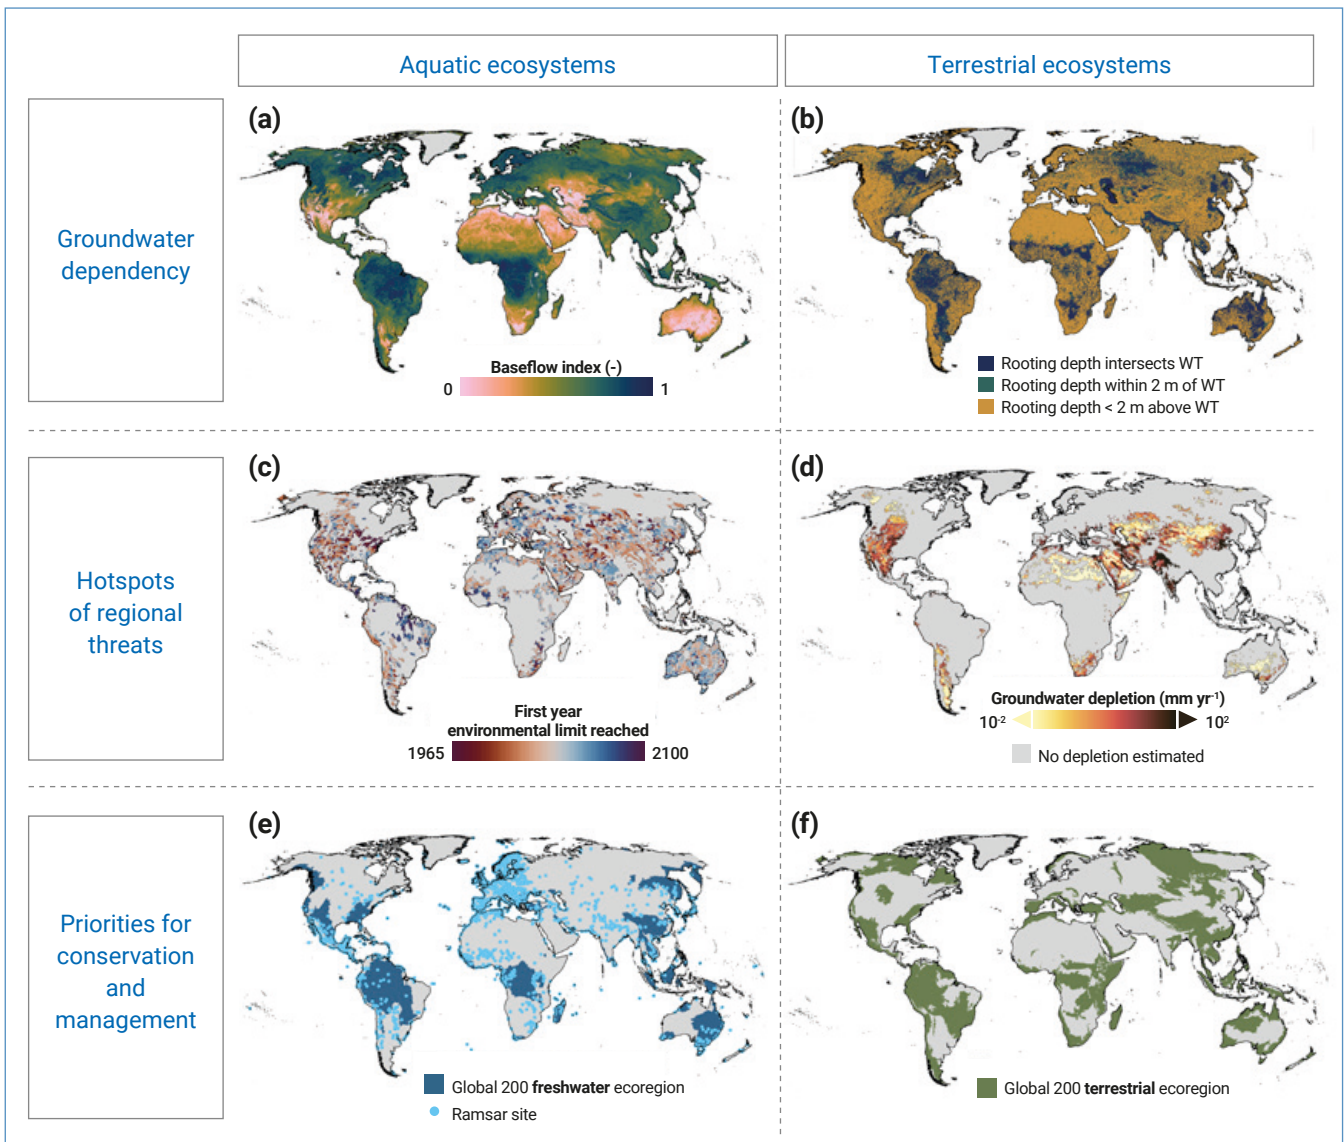 Aquatic ecosystems
Terrestrial ecosystems
Groundwater
dependency
(a)
Baseflow index (-)
0
1
(b)
Rooting depth intersects WT
Rooting depth within 2 m of WT
Rooting depth < 2 m above WT
Hotspots
of regional
threats
(c)
First year
environmental limit reached
1965
2100
(d)
Groundwater depletion (mm yr⁻¹)
10⁻²
10²
No depletion estimated
Priorities for
conservation
and
management
(e)
Global 200 freshwater ecoregion
Ramsar site
(f)
Global 200 terrestrial ecoregion